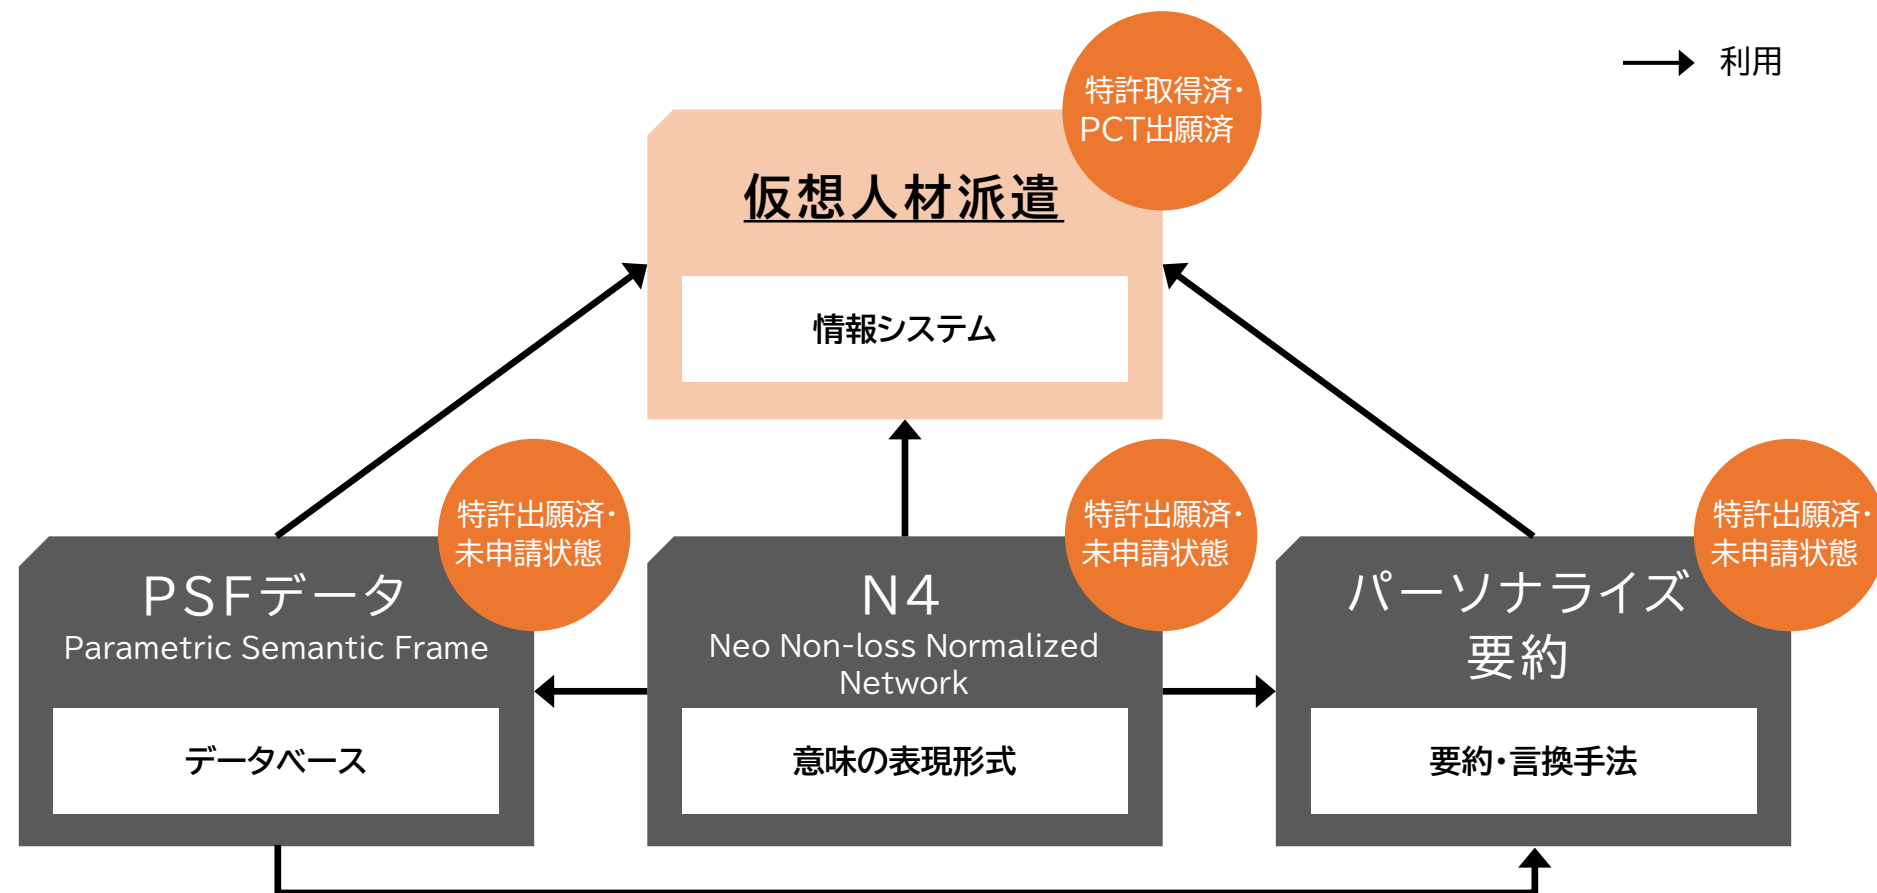 利用
特許取得済・
PCT出願済
仮想人材派遣
情報システム
特許出願済・
未申請状態
PSFデータ
Parametric Semantic Frame
データベース
特許出願済・
未申請状態
N4
Neo Non-loss Normalized
Network
意味の表現形式
特許出願済・
未申請状態
パーソナライズ
要約
要約・言換手法